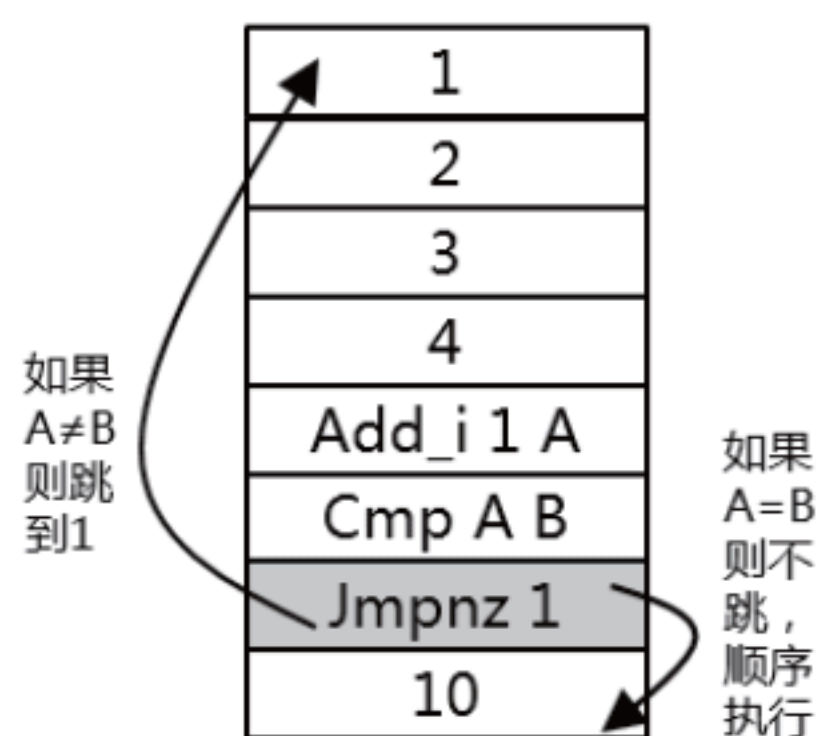 1
2
3
4
Add_i 1 A
Cmp A B
Jmpnz 1
10
如果
A≠B
则跳
到1
如果
A=B
则不
跳，
顺序
执行